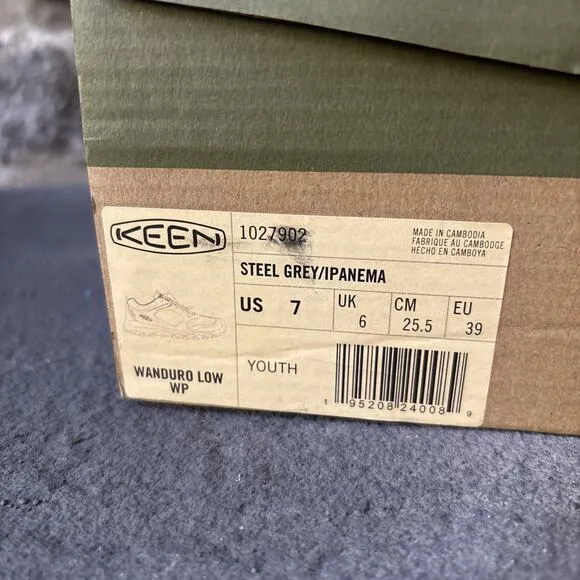 KEEN
1027902
MADE IN CAMBODIA
FABRIQUE AU CAMBODGE
HECHO EN CAMBOYA
STEEL GREY/IPANEMA
US 7
UK 6
CM 25.5
EU 39
WANDURO LOW
WP
YOUTH
1 95208 24008 9